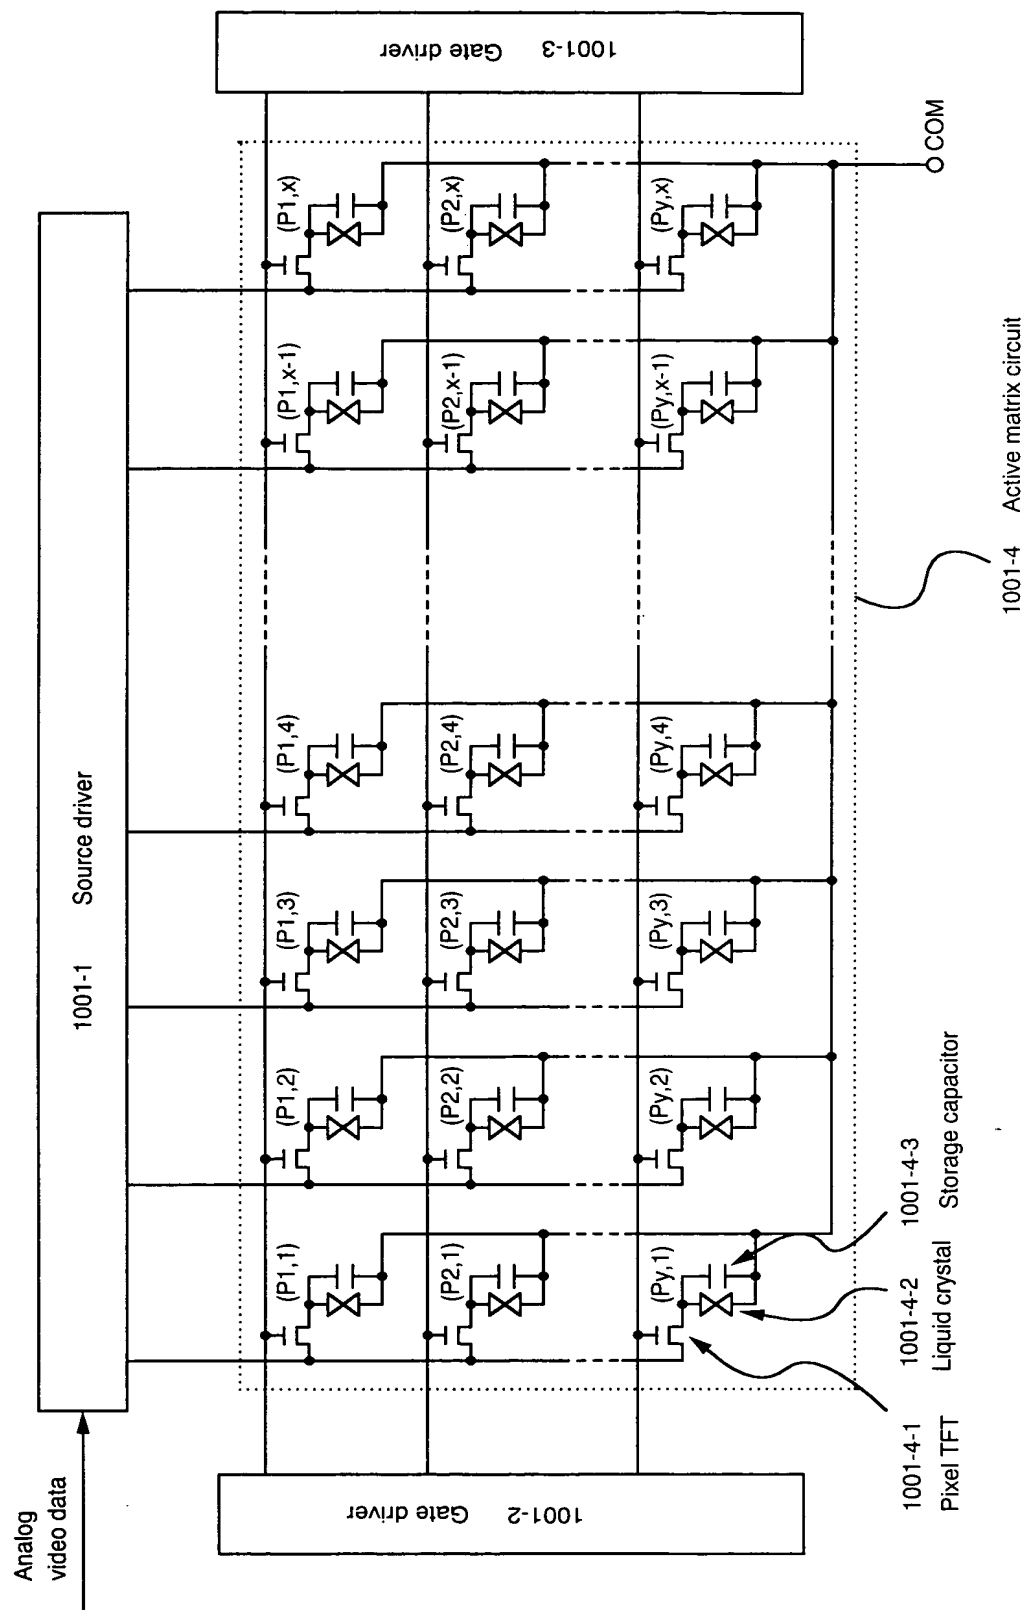 Analog
video data
1001-1 Source driver
1001-2 Gate driver
1001-3 Gate driver
(P1,1)
(P1,2)
(P1,3)
(P1,4)
(P1,x-1)
(P1,x)
(P2,1)
(P2,2)
(P2,3)
(P2,4)
(P2,x-1)
(P2,x)
(Py,1)
(Py,2)
(Py,3)
(Py,4)
(Py,x-1)
(Py,x)
COM
1001-4-1
Pixel TFT
1001-4-2
Liquid crystal
1001-4-3
Storage capacitor
1001-4 Active matrix circuit